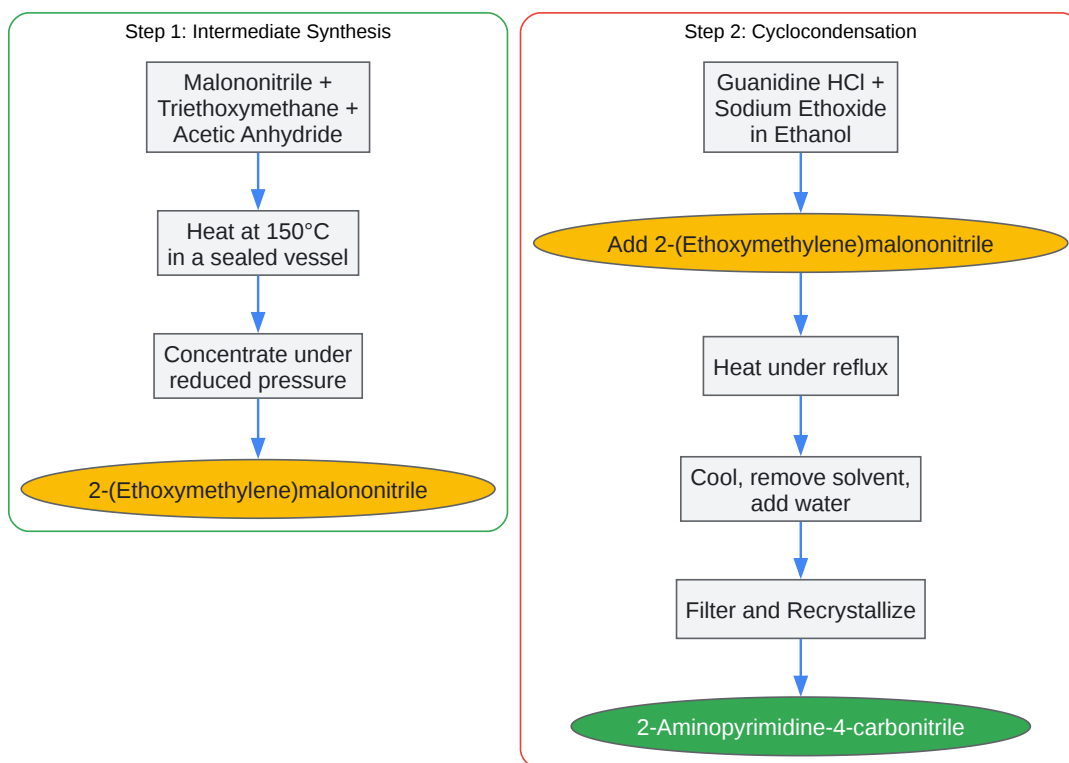 Step 1: Intermediate Synthesis
Malononitrile +
Triethoxymethane +
Acetic Anhydride
Heat at 150°C
in a sealed vessel
Concentrate under
reduced pressure
2-(Ethoxymethylene)malononitrile
Step 2: Cyclocondensation
Guanidine HCl +
Sodium Ethoxide
in Ethanol
Add 2-(Ethoxymethylene)malononitrile
Heat under reflux
Cool, remove solvent,
add water
Filter and Recrystallize
2-Aminopyrimidine-4-carbonitrile